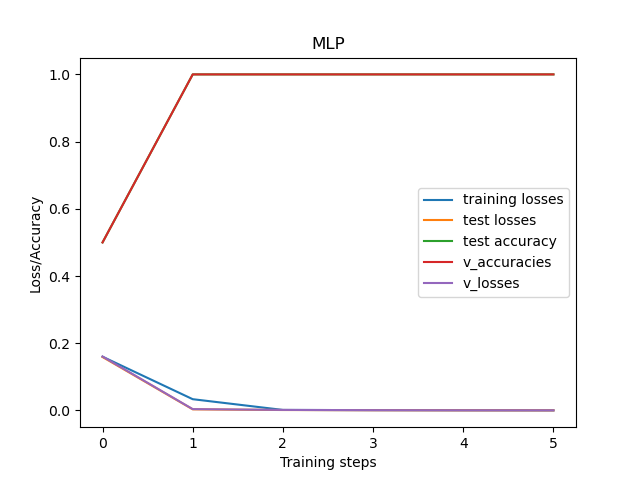 MLP
Loss/Accuracy
1.0
0.8
0.6
0.4
0.2
0.0
training losses
test losses
test accuracy
v_accuracies
v_losses
0 1 2 3 4 5
Training steps